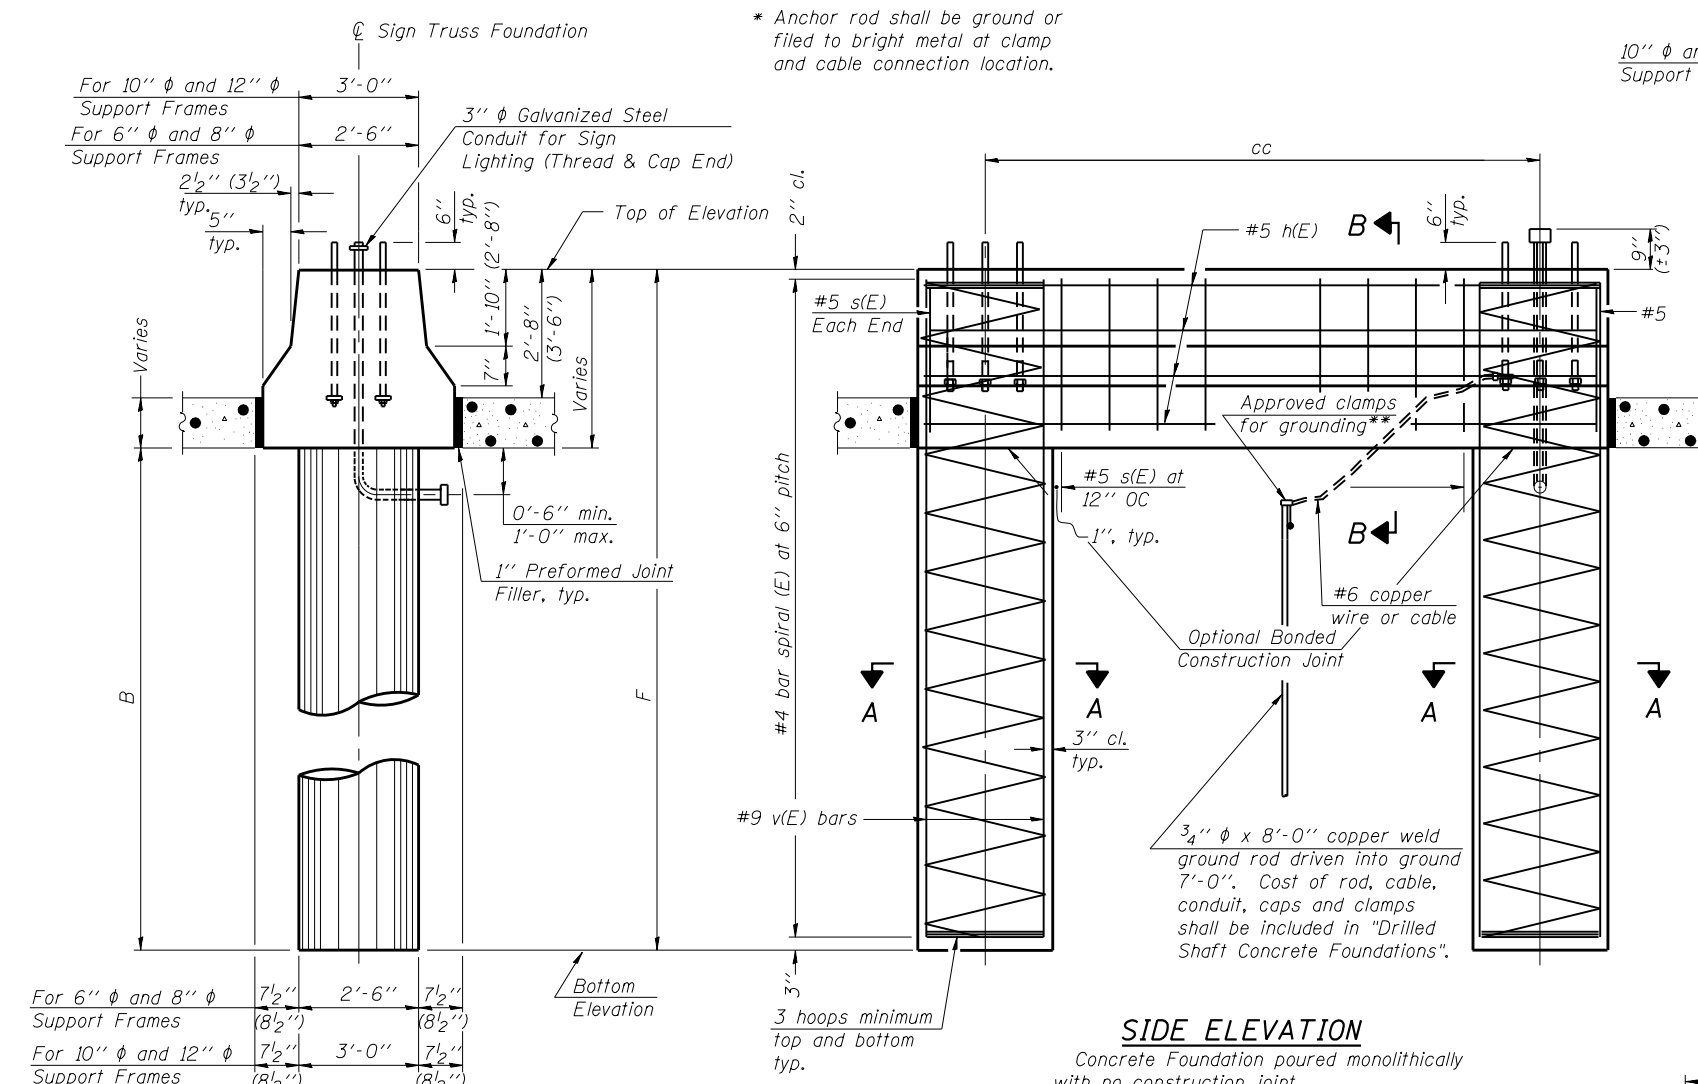 ℄ Sign Truss Foundation
* Anchor rod shall be ground or
filed to bright metal at clamp
and cable connection location.
10'' ϕ
Support
For 10'' ϕ and 12'' ϕ
Support Frames
3'-0''
For 6'' ϕ and 8'' ϕ
Support Frames
2'-6''
3'' ϕ Galvanized Steel
Conduit for Sign
Lighting (Thread & Cap End)
2½'' (3½'')
typ.
5''
typ.
6''
typ.
Top of Elevation
2'' cl.
cc
#5 h(E)
B
6''
typ.
9''
(±3'')
1'-10'' (2'-8'')
2'-8''
(3'-6'')
7''
Varies
Varies
#5 s(E)
Each End
#5
Approved clamps
for grounding**
#5 s(E) at
12'' OC
1'', typ.
B
0'-6'' min.
1'-0'' max.
1'' Preformed Joint
Filler, typ.
#6 copper
wire or cable
Optional Bonded
Construction Joint
#4 bar spiral (E) at 6'' pitch
B
F
A
A
A
A
3'' cl.
typ.
#9 v(E) bars
¾'' ϕ x 8'-0'' copper weld
ground rod driven into ground
7'-0''. Cost of rod, cable,
conduit, caps and clamps
shall be included in "Drilled
Shaft Concrete Foundations".
Bottom
Elevation
3''
3 hoops minimum
top and bottom
typ.
For 6'' ϕ and 8'' ϕ
Support Frames
7½''
(8½'')
2'-6''
7½''
(8½'')
For 10'' ϕ and 12'' ϕ
Support Frames
7½''
(8½'')
3'-0''
7½''
(8½'')
SIDE ELEVATION
Concrete Foundation poured monolithically
with no construction joint